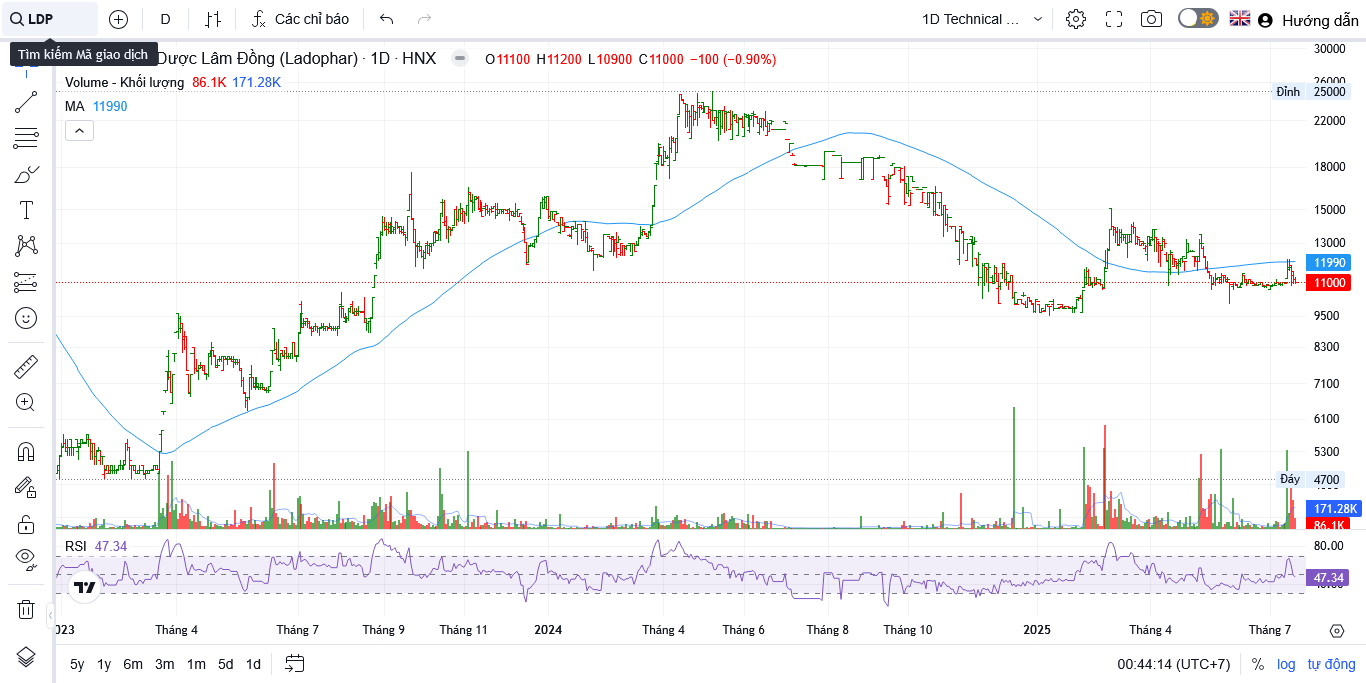 LDP
D
Các chỉ báo
1D Technical ...
Hướng dẫn
Tìm kiếm Mã giao dịch
Dược Lâm Đồng (Ladophar) · 1D · HNX
O11100 H11200 L10900 C11000 −100 (−0.90%)
Volume - Khối lượng 86.1K 171.28K
MA 11990
30000
26000
Đỉnh 25000
22000
18000
15000
13000
11990
11000
9500
8300
7100
6100
5300
Đáy 4700
171.28K
86.1K
RSI 47.34
80.00
47.34
023 Tháng 4 Tháng 7 Tháng 9 Tháng 11 2024 Tháng 4 Tháng 6 Tháng 8 Tháng 10 2025 Tháng 4 Tháng 7
5y 1y 6m 3m 1m 5d 1d
00:44:14 (UTC+7) % log tự động